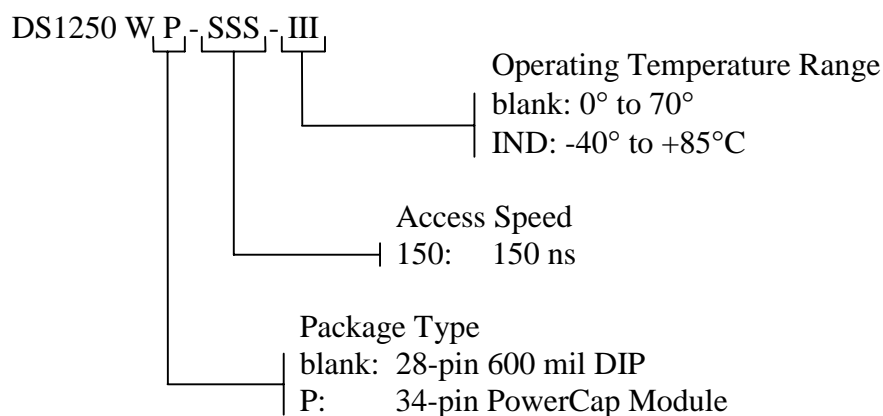 DS1250 W P - SSS - III
Operating Temperature Range
blank: 0° to 70°
IND: -40° to +85°C
Access Speed
150: 150 ns
Package Type
blank: 28-pin 600 mil DIP
P: 34-pin PowerCap Module